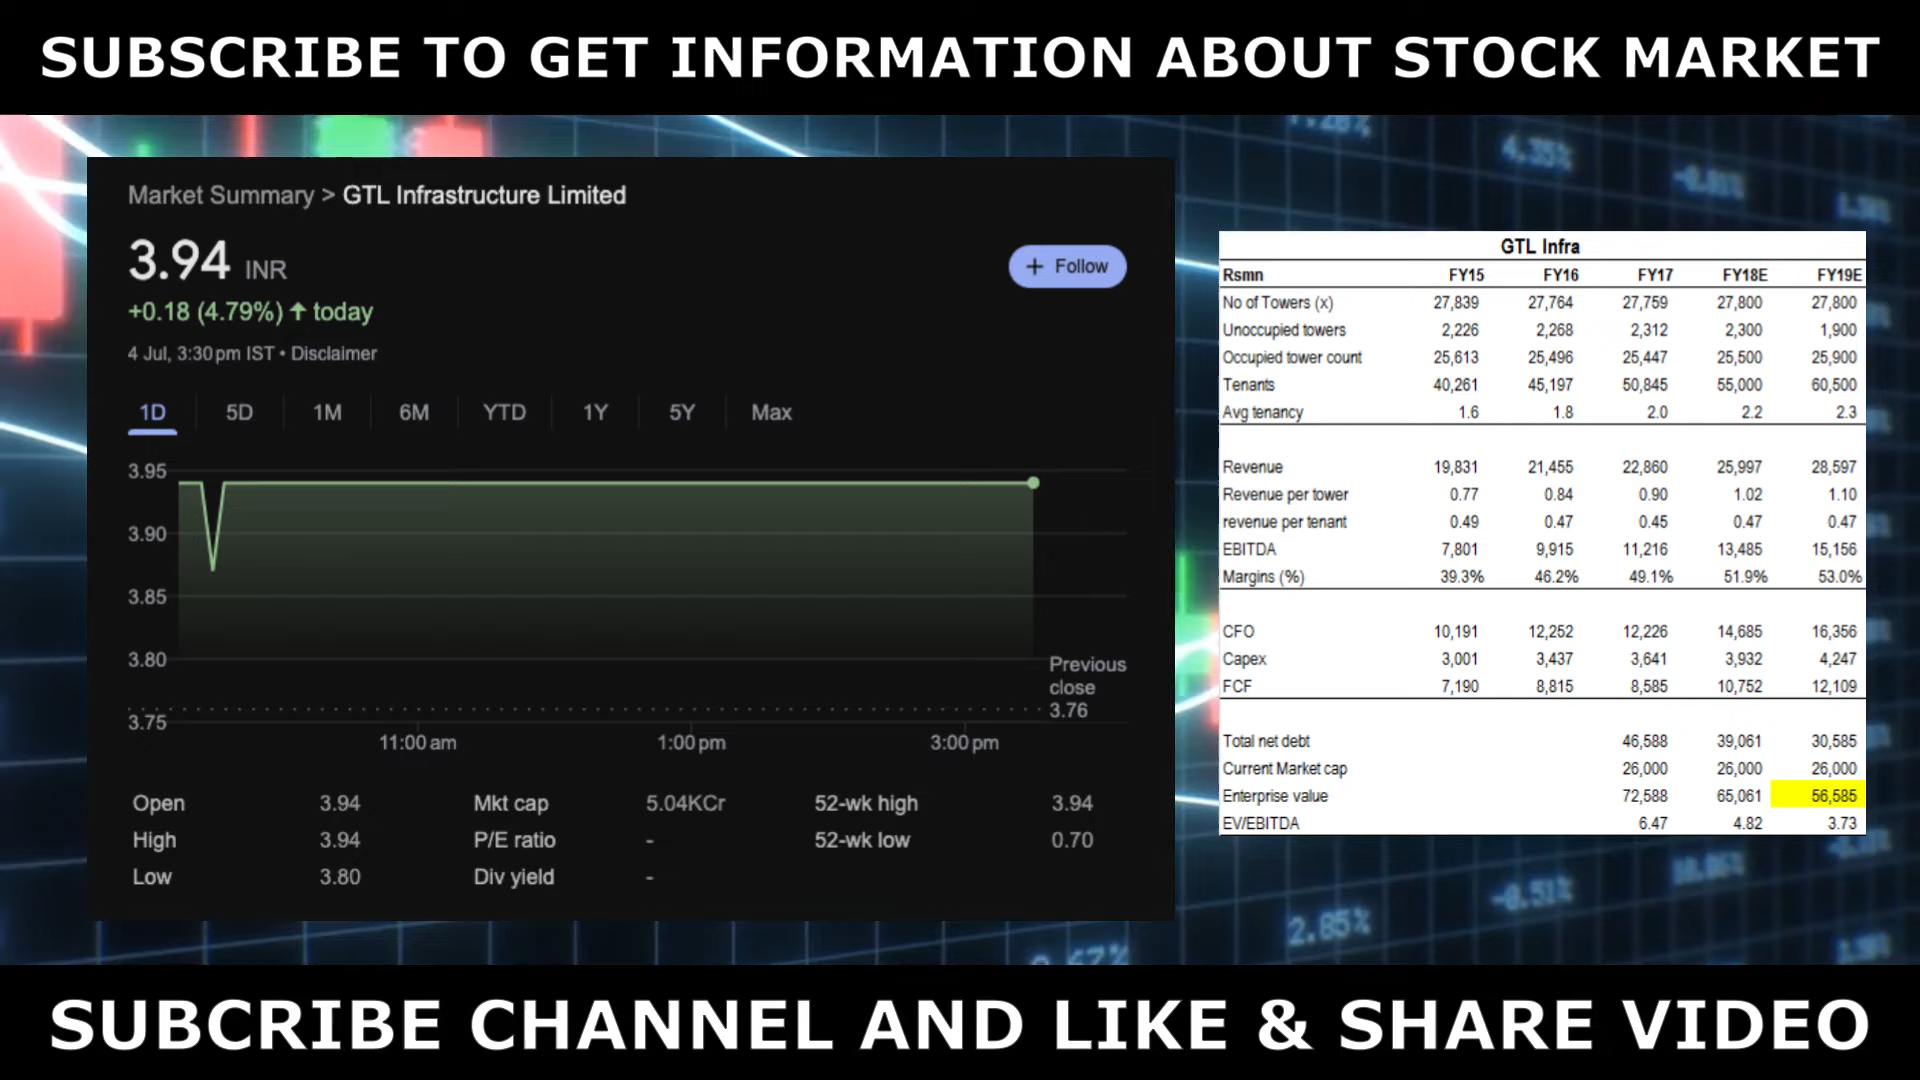 SUBSCRIBE TO GET INFORMATION ABOUT STOCK MARKET
Market Summary > GTL Infrastructure Limited
3.94 INR
+ Follow
+0.18 (4.79%) ↑ today
4 Jul, 3:30 pm IST • Disclaimer
1D 5D 1M 6M YTD 1Y 5Y Max
3.95
3.90
3.85
3.80
3.75
Previous
close
3.76
11:00 am 1:00 pm 3:00 pm
Open 3.94 Mkt cap 5.04KCr 52-wk high 3.94
High 3.94 P/E ratio - 52-wk low 0.70
Low 3.80 Div yield -
GTL Infra
Rsmn FY15 FY16 FY17 FY18E FY19E
No of Towers (x) 27,839 27,764 27,759 27,800 27,800
Unoccupied towers 2,226 2,268 2,312 2,300 1,900
Occupied tower count 25,613 25,496 25,447 25,500 25,900
Tenants 40,261 45,197 50,845 55,000 60,500
Avg tenancy 1.6 1.8 2.0 2.2 2.3
Revenue 19,831 21,455 22,860 25,997 28,597
Revenue per tower 0.77 0.84 0.90 1.02 1.10
revenue per tenant 0.49 0.47 0.45 0.47 0.47
EBITDA 7,801 9,915 11,216 13,485 15,156
Margins (%) 39.3% 46.2% 49.1% 51.9% 53.0%
CFO 10,191 12,252 12,226 14,685 16,356
Capex 3,001 3,437 3,641 3,932 4,247
FCF 7,190 8,815 8,585 10,752 12,109
Total net debt 46,588 39,061 30,585
Current Market cap 26,000 26,000 26,000
Enterprise value 72,588 65,061 56,585
EV/EBITDA 6.47 4.82 3.73
4.35%
-0.51%
2.85%
SUBCRIBE CHANNEL AND LIKE & SHARE VIDEO